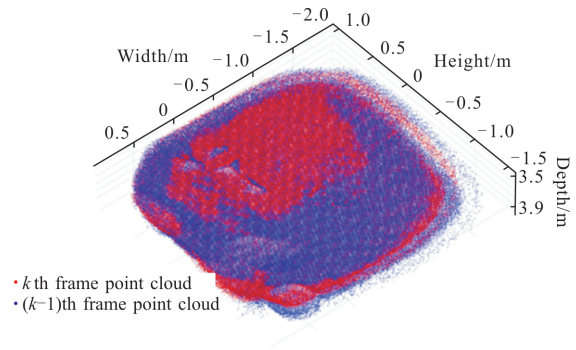 −2.0
1.0
−1.5
0.5
Width/m
−1.0
0
Height/m
−0.5
−0.5
0
−1.0
0.5
−1.5
3.5
3.9
Depth/m
k th frame point cloud
(k−1)th frame point cloud